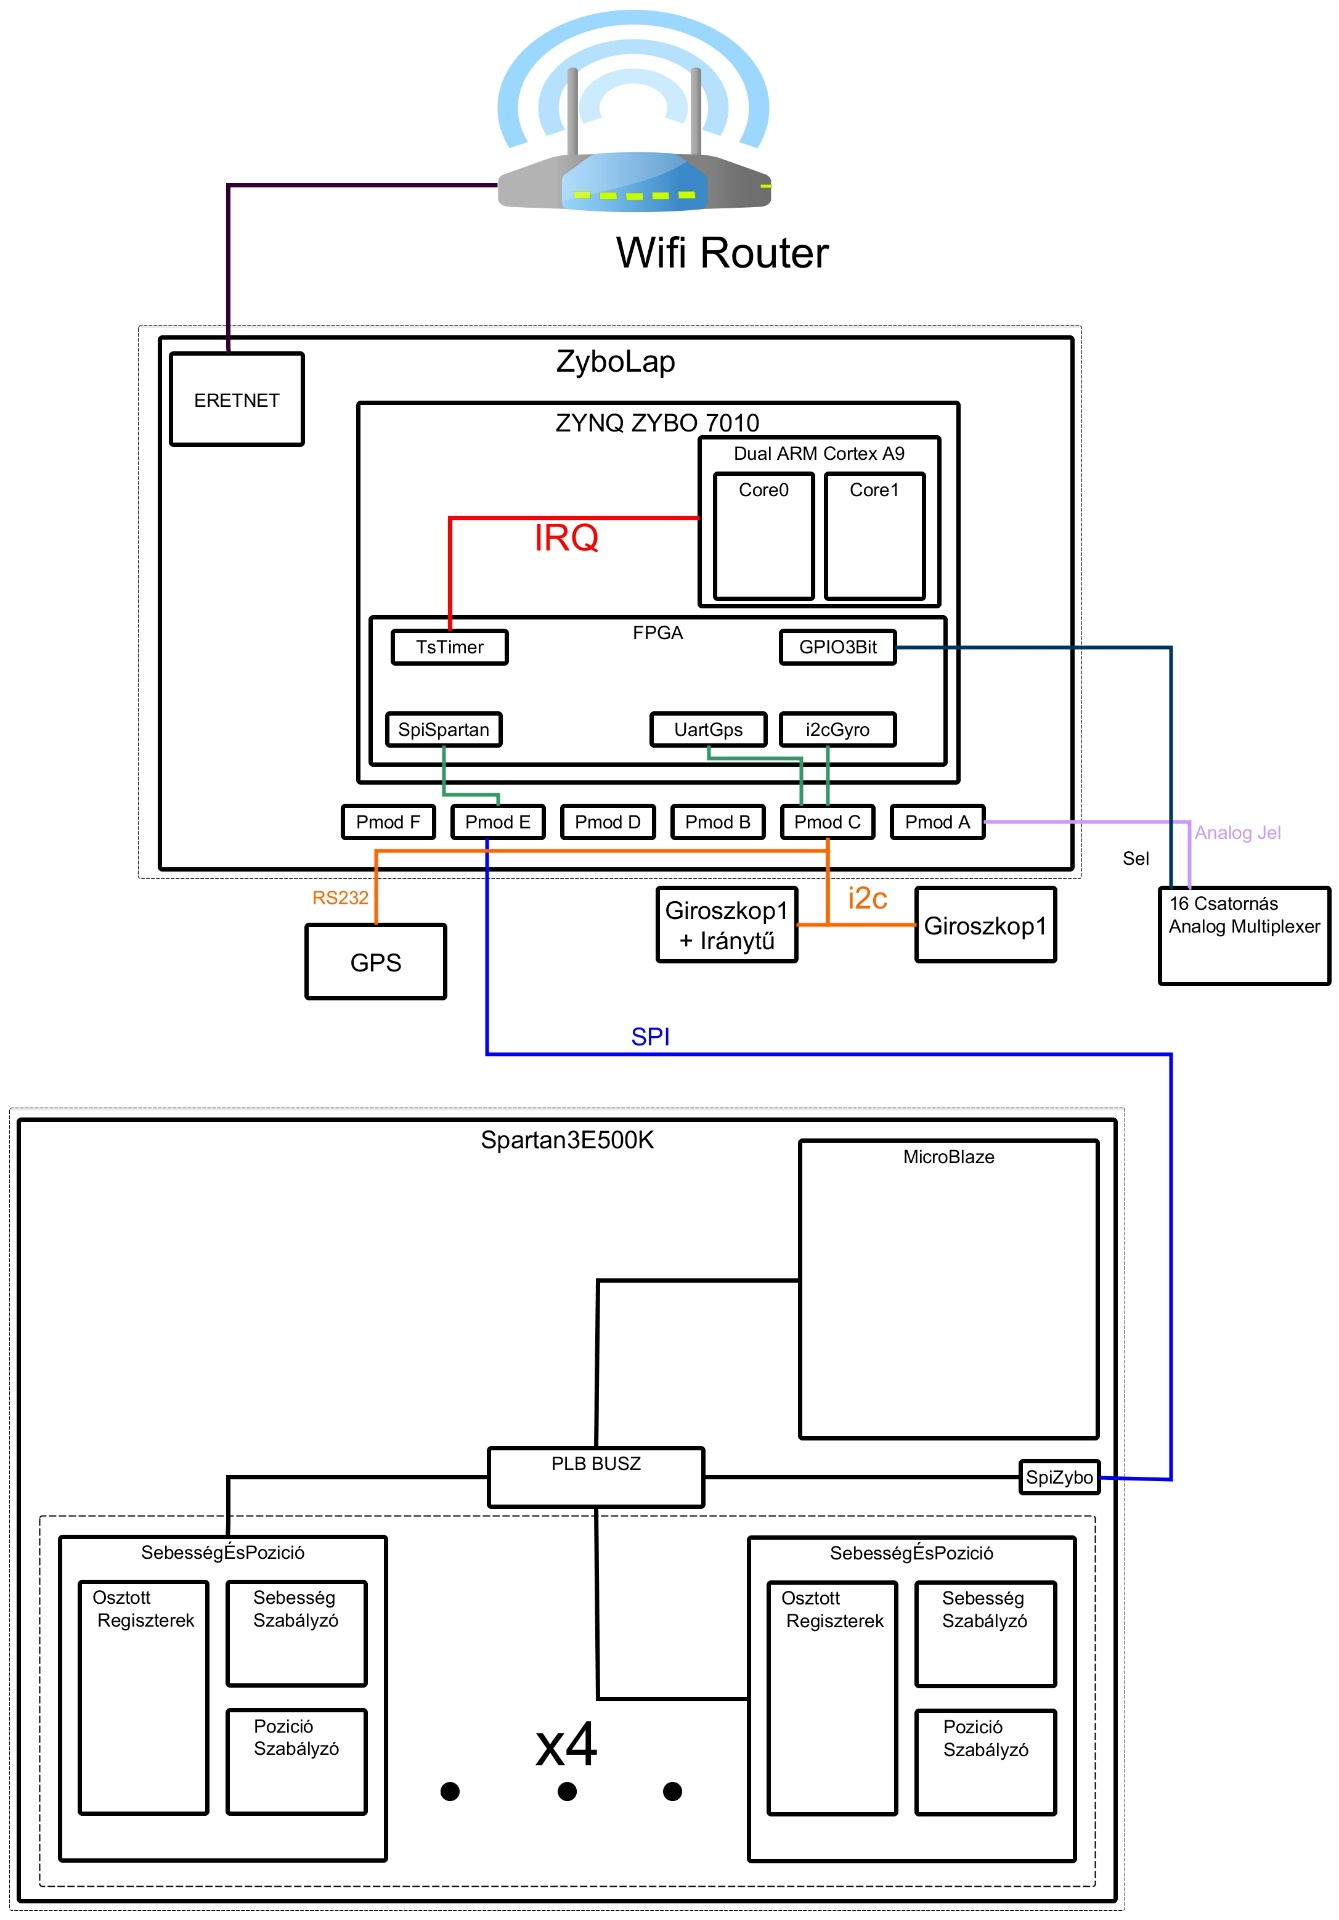 Wifi Router
ZyboLap
ERETNET
ZYNQ ZYBO 7010
Dual ARM Cortex A9
Core0
Core1
IRQ
FPGA
TsTimer
GPIO3Bit
SpiSpartan
UartGps
i2cGyro
Pmod F
Pmod E
Pmod D
Pmod B
Pmod C
Pmod A
Analog Jel
Sel
RS232
i2c
16 Csatornás
Analog Multiplexer
Giroszkop1
+ Iránytű
Giroszkop1
GPS
SPI
Spartan3E500K
MicroBlaze
PLB BUSZ
SpiZybo
SebességÉsPozició
Osztott
Regiszterek
Sebesség
Szabályzó
Pozició
Szabályzó
x4
SebességÉsPozició
Osztott
Regiszterek
Sebesség
Szabályzó
Pozició
Szabályzó